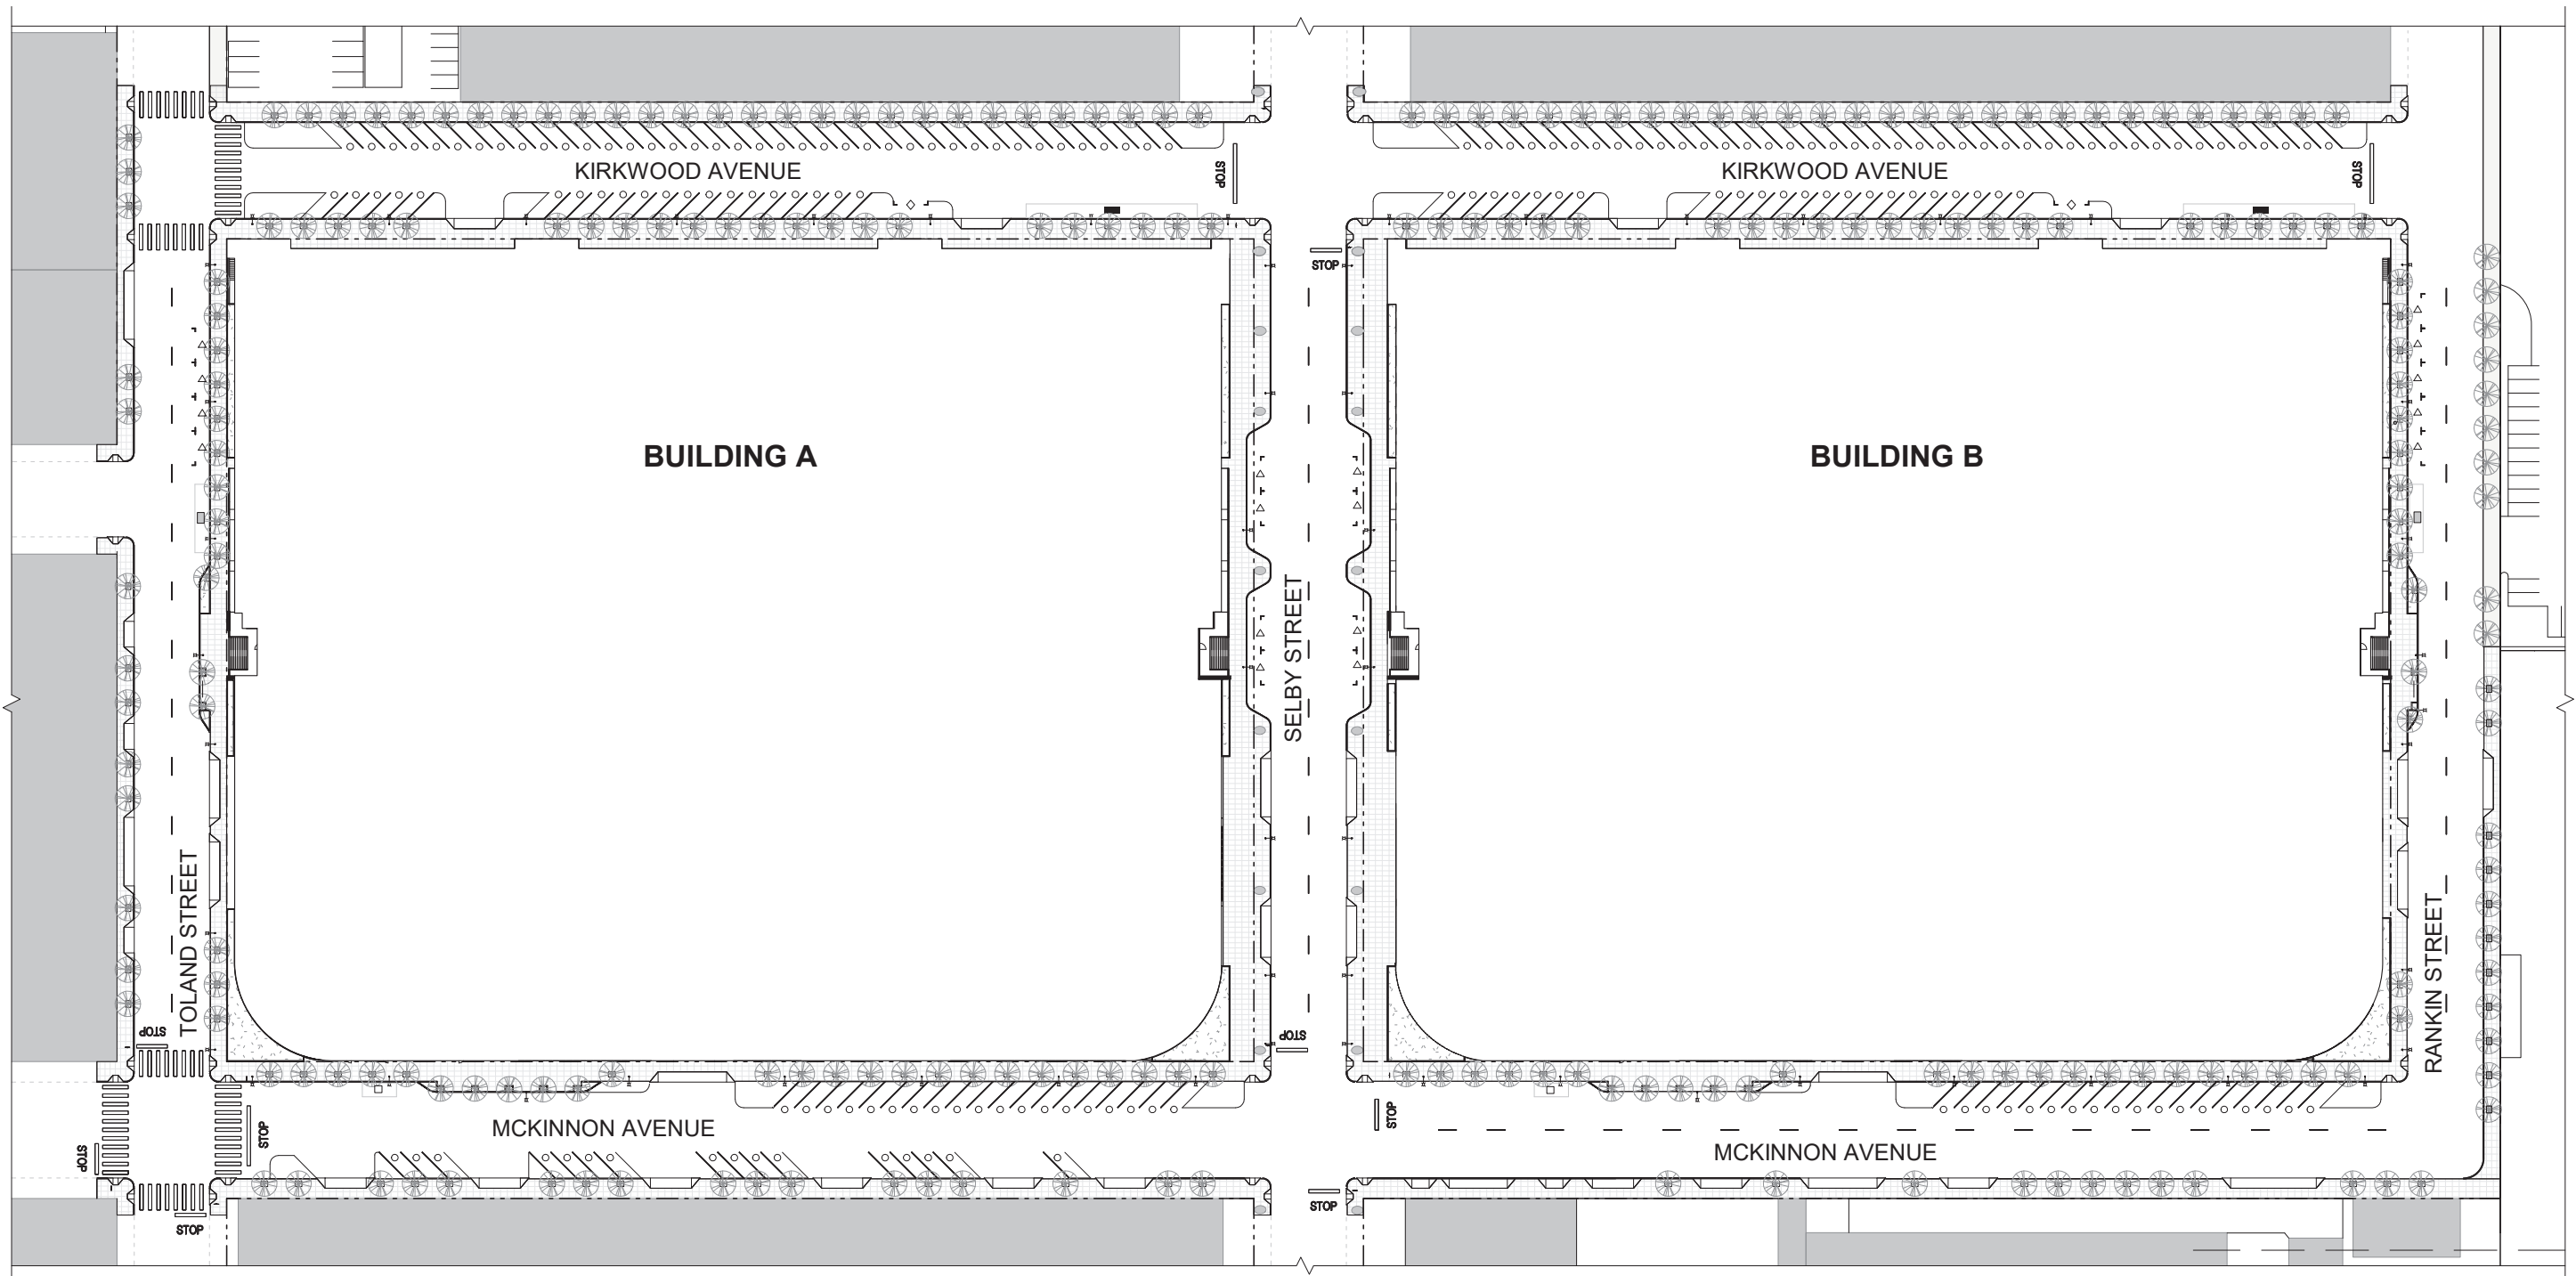 KIRKWOOD AVENUE
STOP
KIRKWOOD AVENUE
STOP
STOP
BUILDING A
BUILDING B
SELBY STREET
TOLAND STREET
RANKIN STREET
STOP
STOP
STOP
STOP
STOP
MCKINNON AVENUE
MCKINNON AVENUE
STOP
STOP